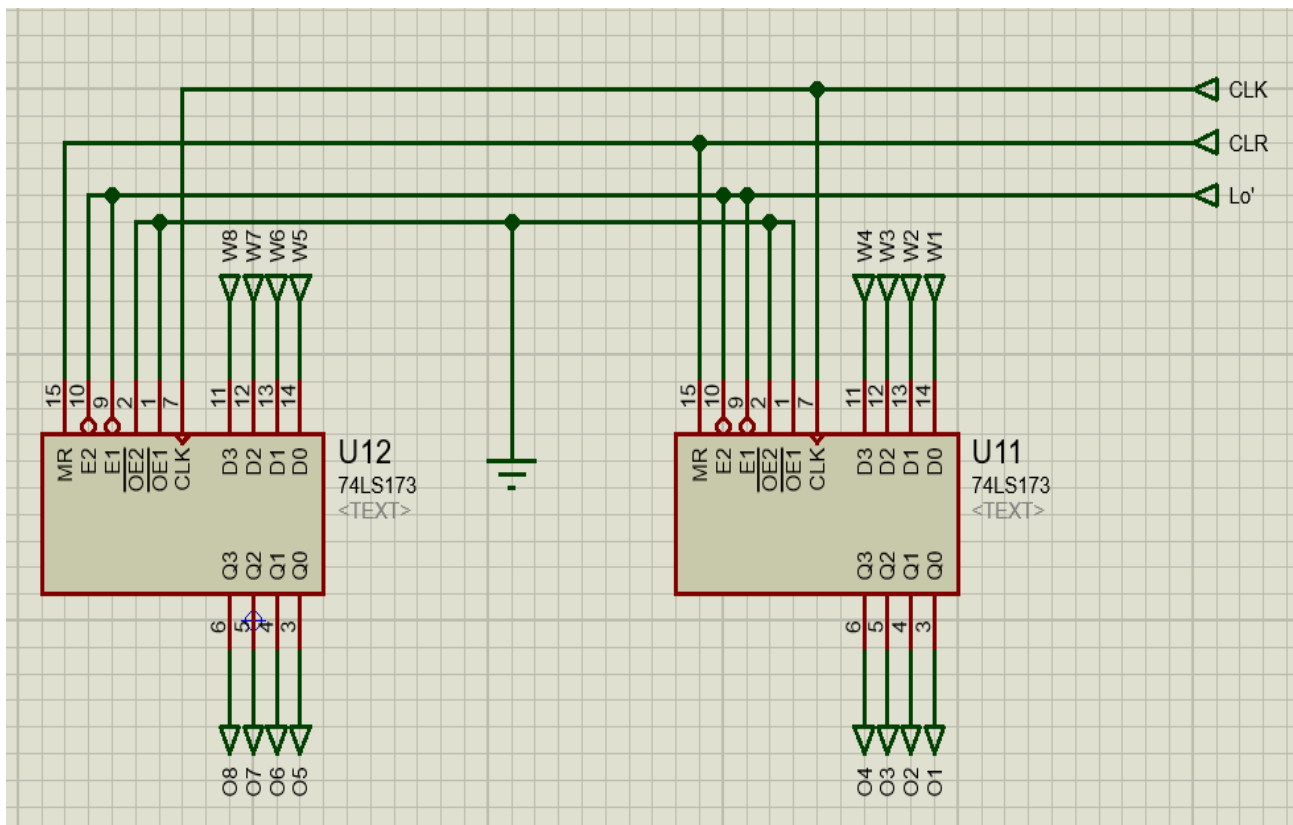 CLK
CLR
Lo'
W8 W7 W6 W5
W4 W3 W2 W1
15 10 9 2 1 7 11 12 13 14
15 10 9 2 1 7 11 12 13 14
MR E2 E1 OE2 OE1 CLK D3 D2 D1 D0
U12
74LS173
<TEXT>
Q3 Q2 Q1 Q0
6 5 4 3
O8 O7 O6 O5
MR E2 E1 OE2 OE1 CLK D3 D2 D1 D0
U11
74LS173
<TEXT>
Q3 Q2 Q1 Q0
6 5 4 3
O4 O3 O2 O1